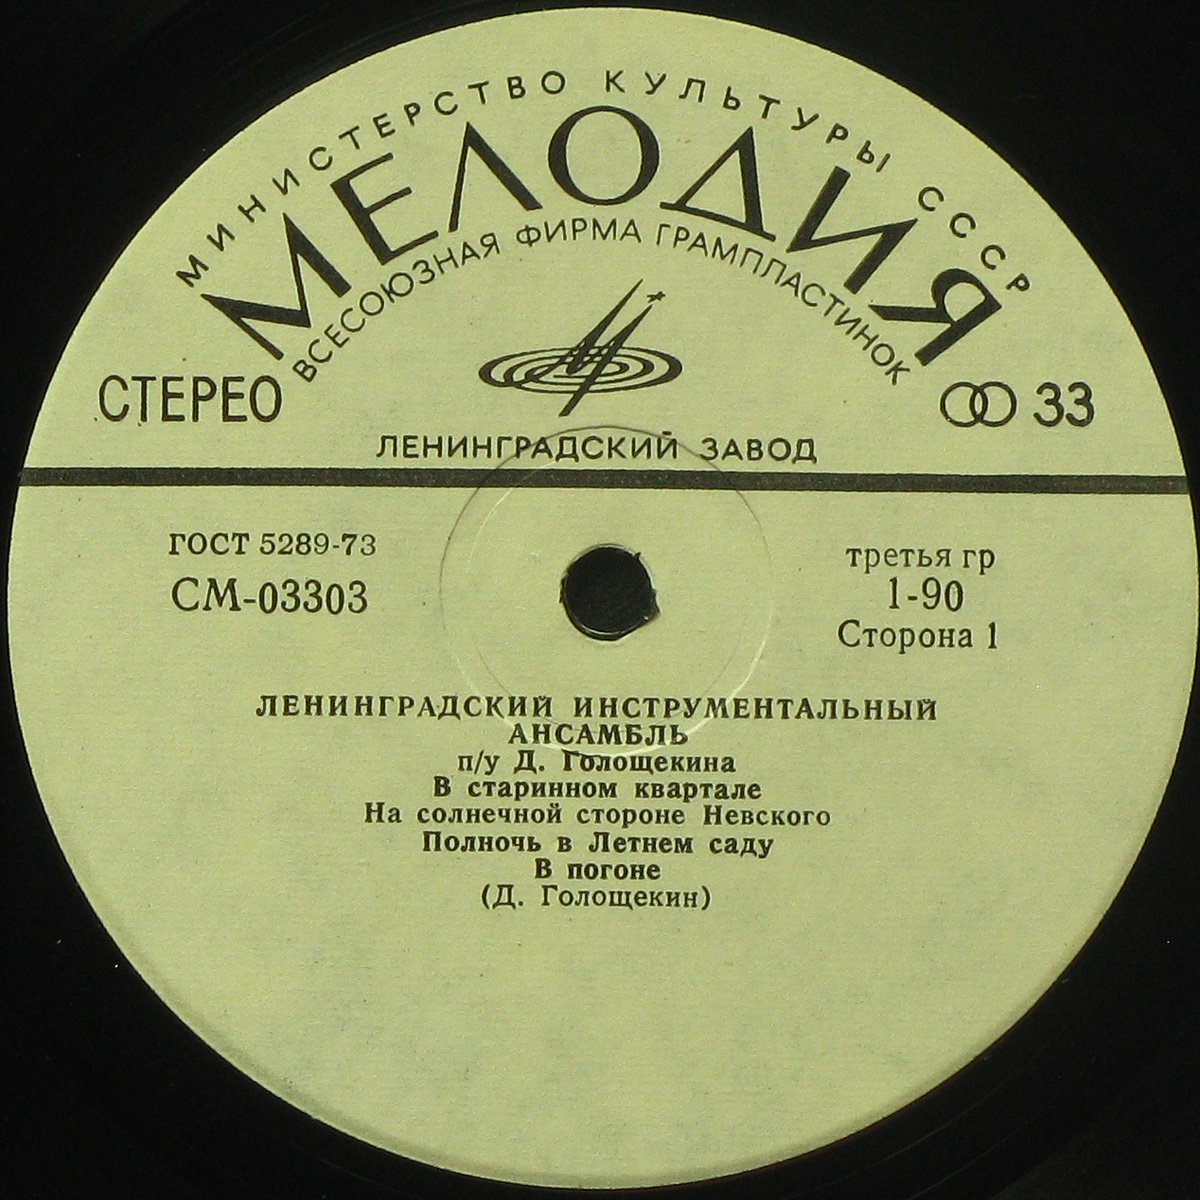 МИНИСТЕРСТВО КУЛЬТУРЫ СССР
МЕЛОДИЯ
ВСЕСОЮЗНАЯ ФИРМА ГРАМПЛАСТИНОК
СТЕРЕО
33
ЛЕНИНГРАДСКИЙ ЗАВОД
ГОСТ 5289-73
СМ-03303
третья гр
1-90
Сторона 1
ЛЕНИНГРАДСКИЙ ИНСТРУМЕНТАЛЬНЫЙ
АНСАМБЛЬ
п/у Д. Голощекина
В старинном квартале
На солнечной стороне Невского
Полночь в Летнем саду
В погоне
(Д. Голощекин)